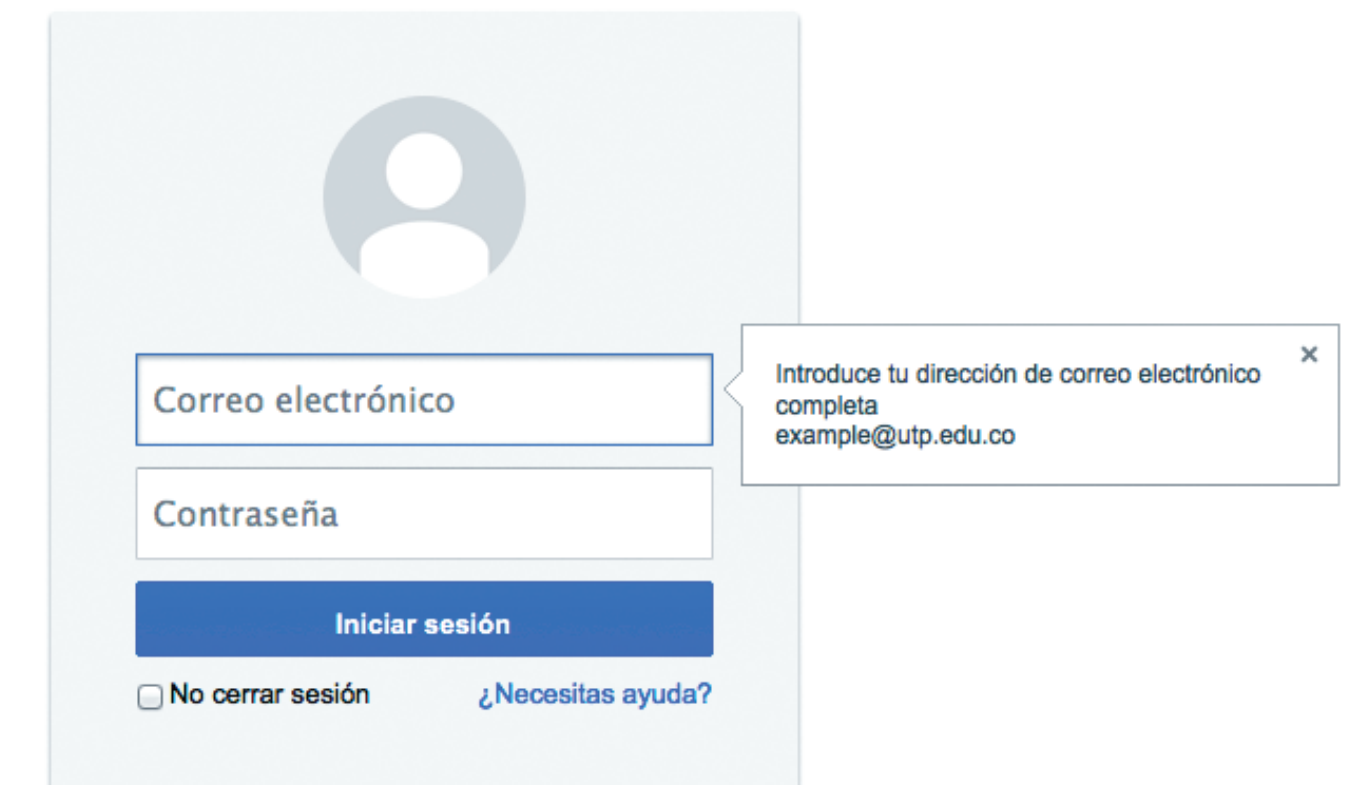 Correo electrónico
Introduce tu dirección de correo electrónico
completa
example@utp.edu.co
Contraseña
Iniciar sesión
No cerrar sesión
¿Necesitas ayuda?